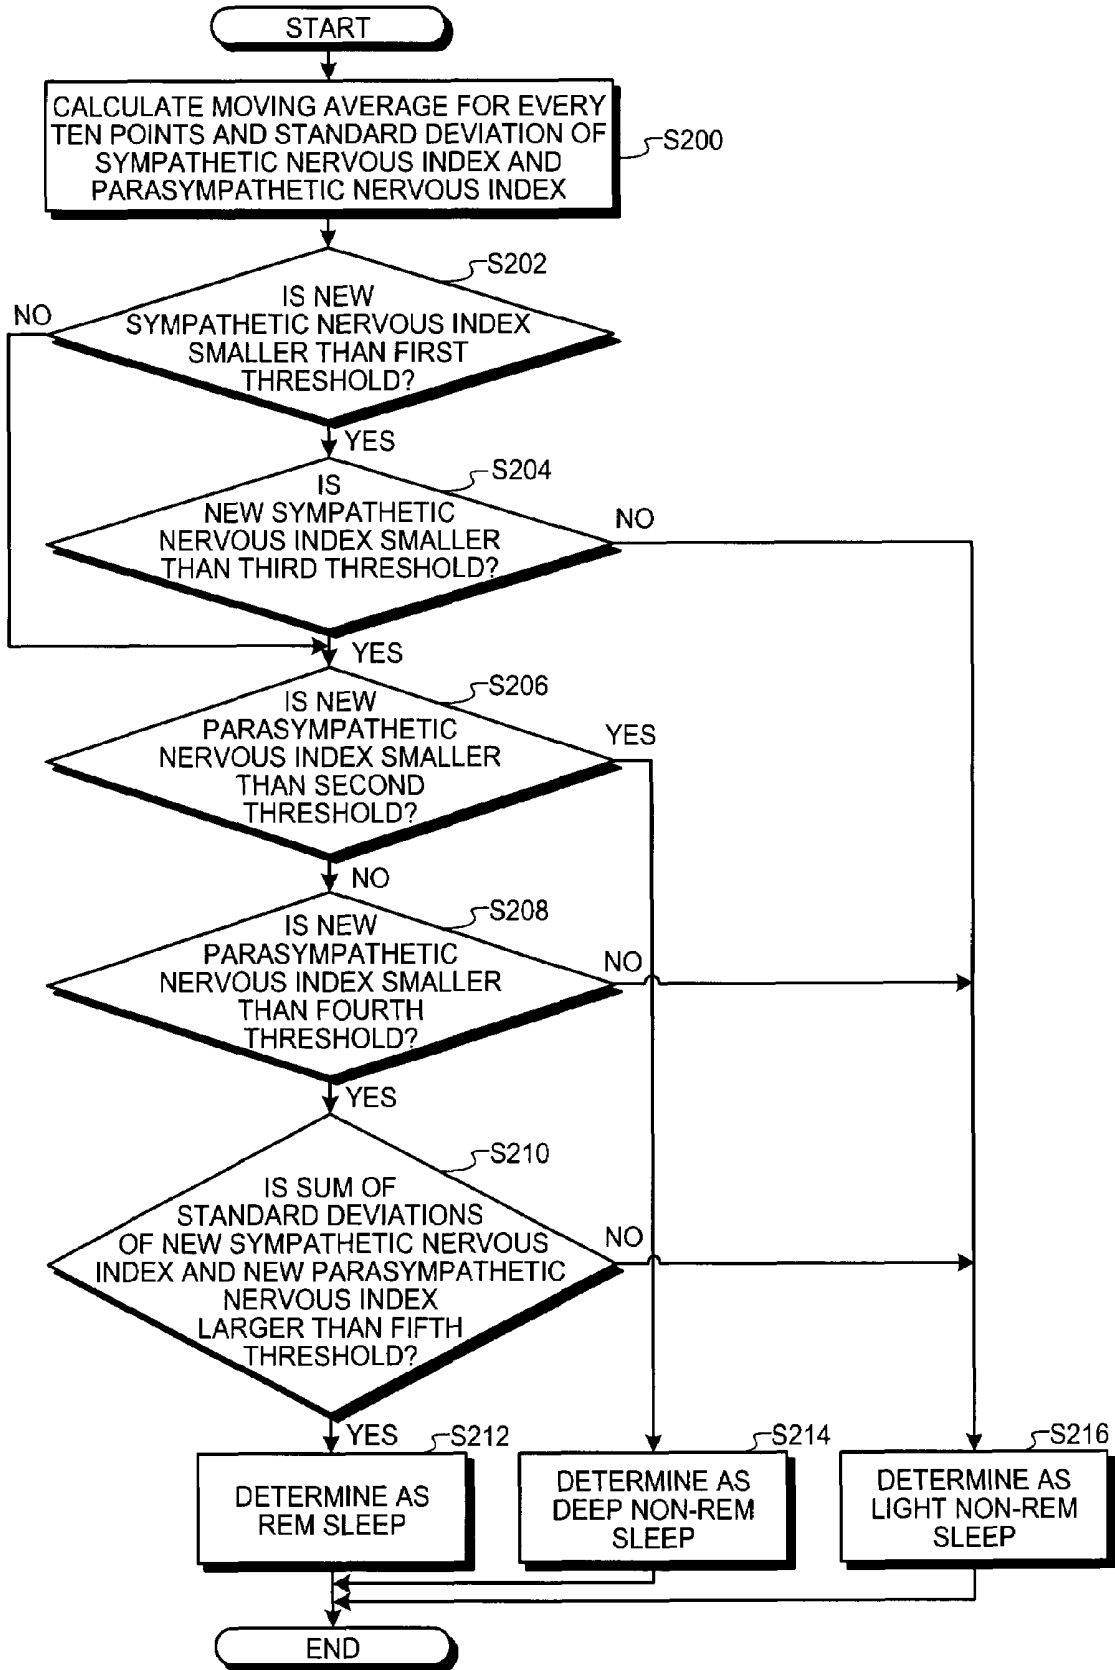 START
CALCULATE MOVING AVERAGE FOR EVERY
TEN POINTS AND STANDARD DEVIATION OF
SYMPATHETIC NERVOUS INDEX AND
PARASYMPATHETIC NERVOUS INDEX
S200
S202
IS NEW
SYMPATHETIC NERVOUS INDEX
SMALLER THAN FIRST
THRESHOLD?
NO
YES
S204
IS
NEW SYMPATHETIC
NERVOUS INDEX SMALLER
THAN THIRD THRESHOLD?
NO
YES
S206
IS NEW
PARASYMPATHETIC
NERVOUS INDEX SMALLER
THAN SECOND
THRESHOLD?
YES
NO
S208
IS NEW
PARASYMPATHETIC
NERVOUS INDEX SMALLER
THAN FOURTH
THRESHOLD?
NO
YES
S210
IS SUM OF
STANDARD DEVIATIONS
OF NEW SYMPATHETIC NERVOUS
INDEX AND NEW PARASYMPATHETIC
NERVOUS INDEX
LARGER THAN FIFTH
THRESHOLD?
NO
YES
S212
DETERMINE AS
REM SLEEP
S214
DETERMINE AS
DEEP NON-REM
SLEEP
S216
DETERMINE AS
LIGHT NON-REM
SLEEP
END